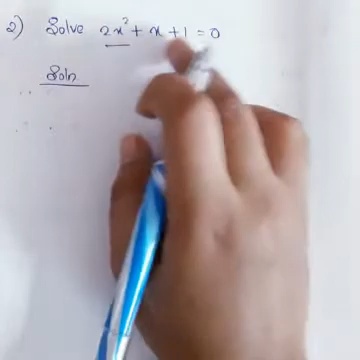 2) Solve 2x² + x + 1 = 0
Soln